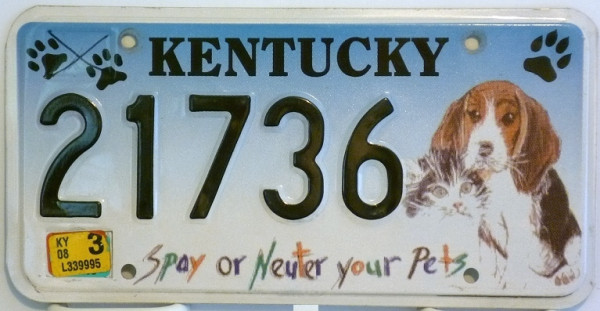 KENTUCKY
21736
KY 3
08
L339995
Spay or Neuter your Pets